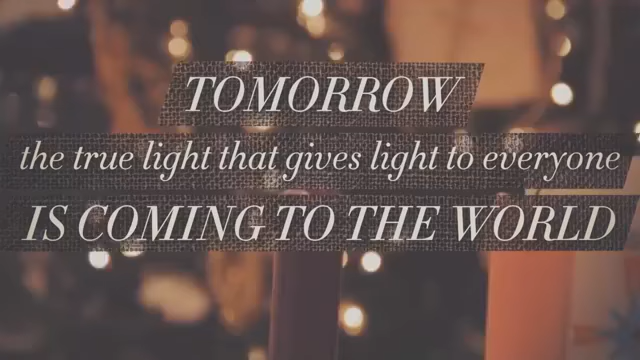 TOMORROW
the true light that gives light to everyone
IS COMING TO THE WORLD